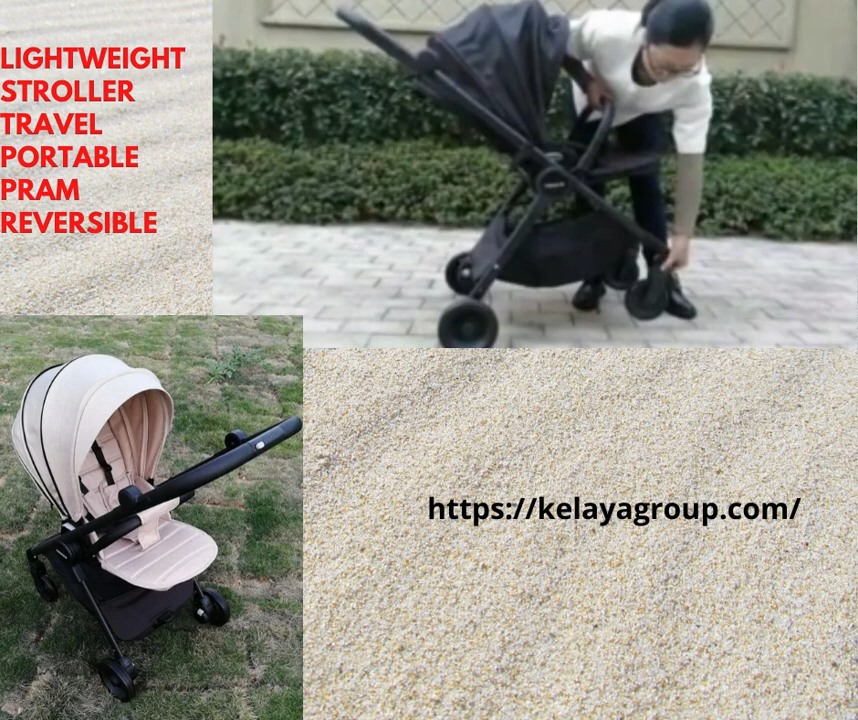 LIGHTWEIGHT
STROLLER
TRAVEL
PORTABLE
PRAM
REVERSIBLE
https://kelayagroup.com/